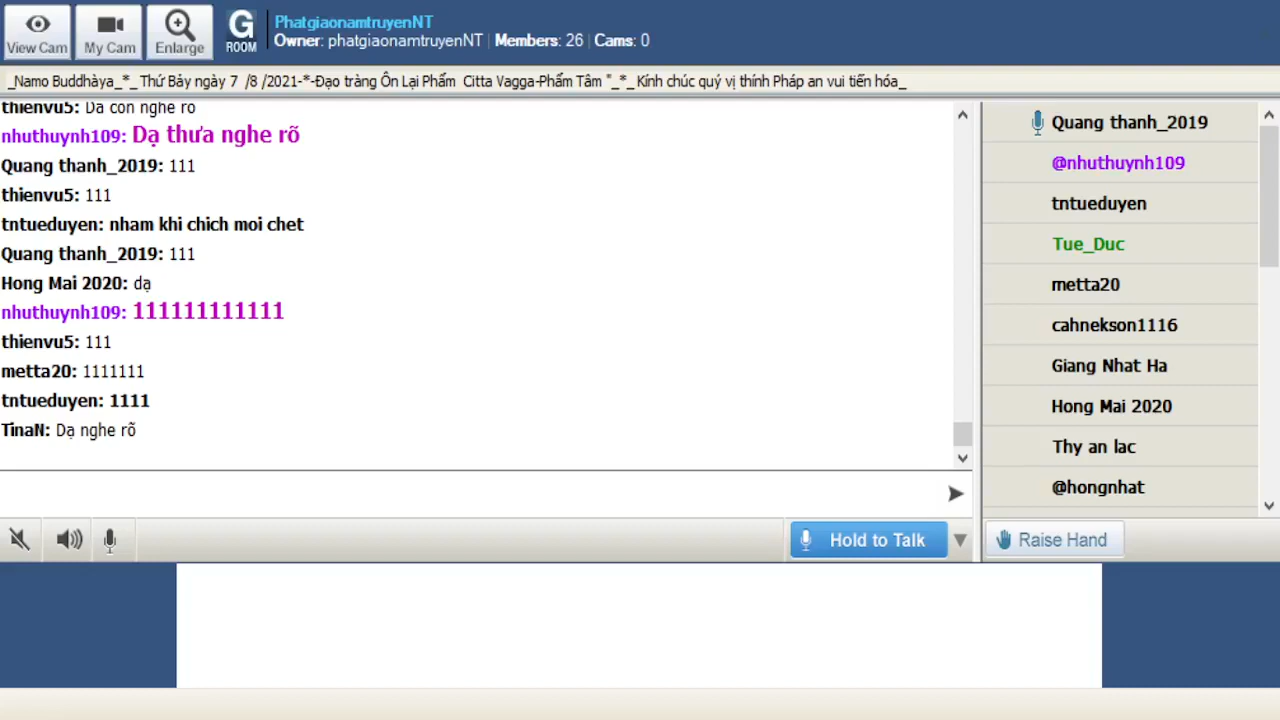 View Cam
My Cam
Enlarge
G
ROOM
PhatgiaonamtruyenNT
Owner: phatgiaonamtruyenNT | Members: 26 | Cams: 0
_Namo Buddhàya_*_ Thứ Bảy ngày 7 /8 /2021-*-Đạo tràng Ôn Lại Phẩm Citta Vagga-Phẩm Tâm "_*_ Kính chúc quý vị thính Pháp an vui tiến hóa_
thienvu5: Da con nghe ro
nhuthuynh109: Dạ thưa nghe rõ
Quang thanh_2019: 111
thienvu5: 111
tntueduyen: nham khi chich moi chet
Quang thanh_2019: 111
Hong Mai 2020: dạ
nhuthuynh109: 111111111111
thienvu5: 111
metta20: 1111111
tntueduyen: 1111
TinaN: Dạ nghe rõ
Quang thanh_2019
@nhuthuynh109
tntueduyen
Tue_Duc
metta20
cahnekson1116
Giang Nhat Ha
Hong Mai 2020
Thy an lac
@hongnhat
Hold to Talk
Raise Hand